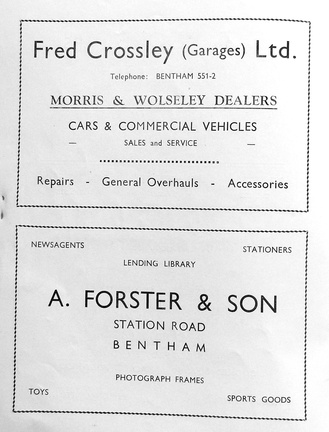 Fred Crossley (Garages) Ltd.
Telephone: BENTHAM 551-2
MORRIS & WOLSELEY DEALERS
CARS & COMMERCIAL VEHICLES
— SALES and SERVICE —
Repairs - General Overhauls - Accessories
NEWSAGENTS STATIONERS
LENDING LIBRARY
A. FORSTER & SON
STATION ROAD
BENTHAM
PHOTOGRAPH FRAMES
TOYS SPORTS GOODS